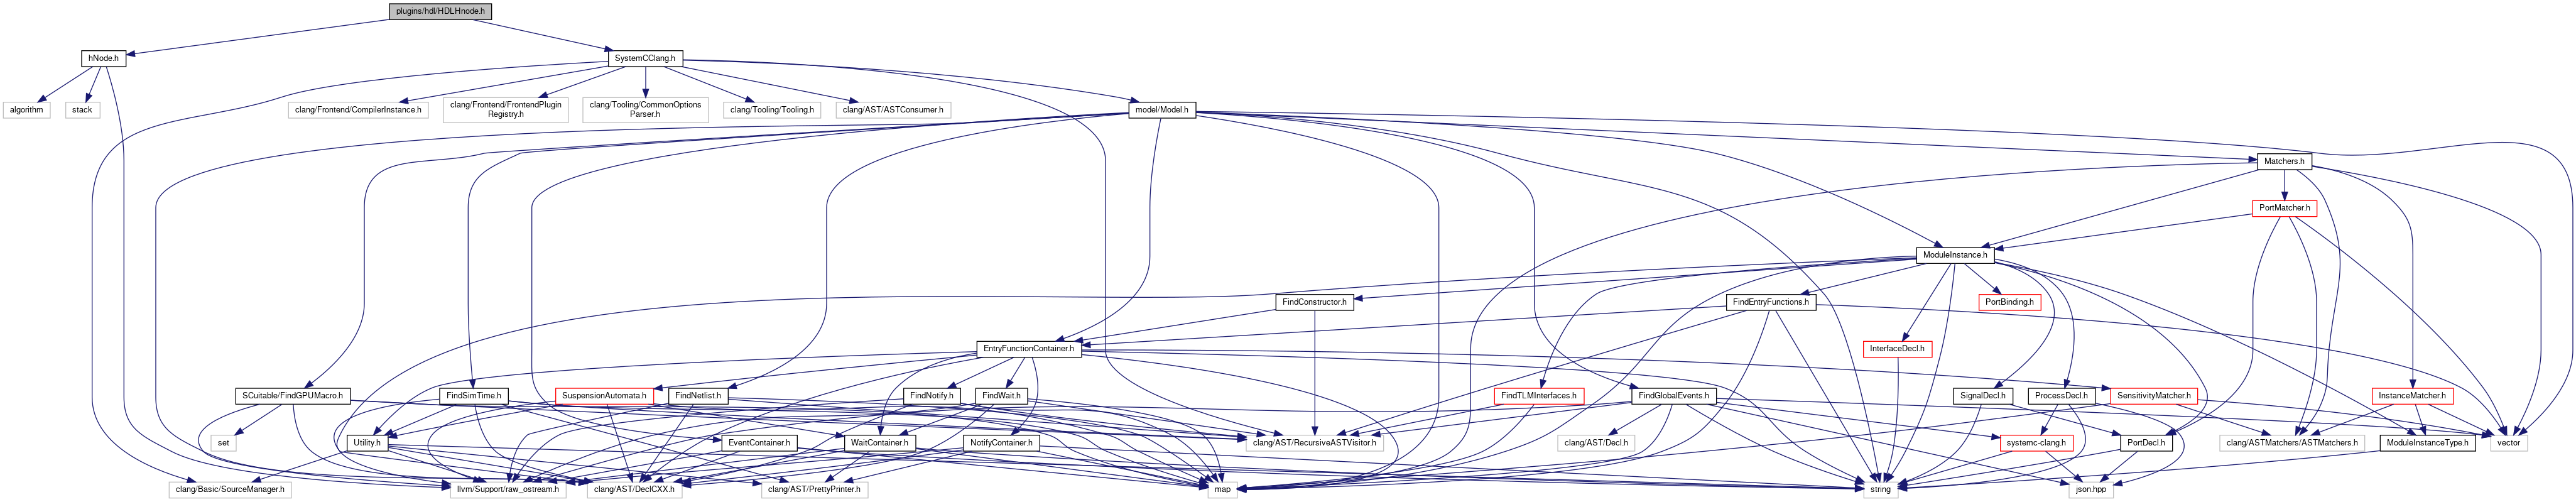 plugins/hdl/HDLHnode.h
hNode.h
SystemCClang.h
algorithm
stack
clang/Frontend/CompilerInstance.h
clang/Frontend/FrontendPlugin
Registry.h
clang/Tooling/CommonOptions
Parser.h
clang/Tooling/Tooling.h
clang/AST/ASTConsumer.h
model/Model.h
Matchers.h
PortMatcher.h
ModuleInstance.h
FindConstructor.h
FindEntryFunctions.h
PortBinding.h
EntryFunctionContainer.h
InterfaceDecl.h
SCuitable/FindGPUMacro.h
FindSimTime.h
SuspensionAutomata.h
FindNetlist.h
FindNotify.h
FindWait.h
FindTLMInterfaces.h
FindGlobalEvents.h
SignalDecl.h
ProcessDecl.h
SensitivityMatcher.h
InstanceMatcher.h
set
Utility.h
EventContainer.h
WaitContainer.h
NotifyContainer.h
clang/AST/RecursiveASTVisitor.h
clang/AST/Decl.h
systemc-clang.h
PortDecl.h
clang/ASTMatchers/ASTMatchers.h
ModuleInstanceType.h
vector
clang/Basic/SourceManager.h
llvm/Support/raw_ostream.h
clang/AST/DeclCXX.h
clang/AST/PrettyPrinter.h
map
string
json.hpp